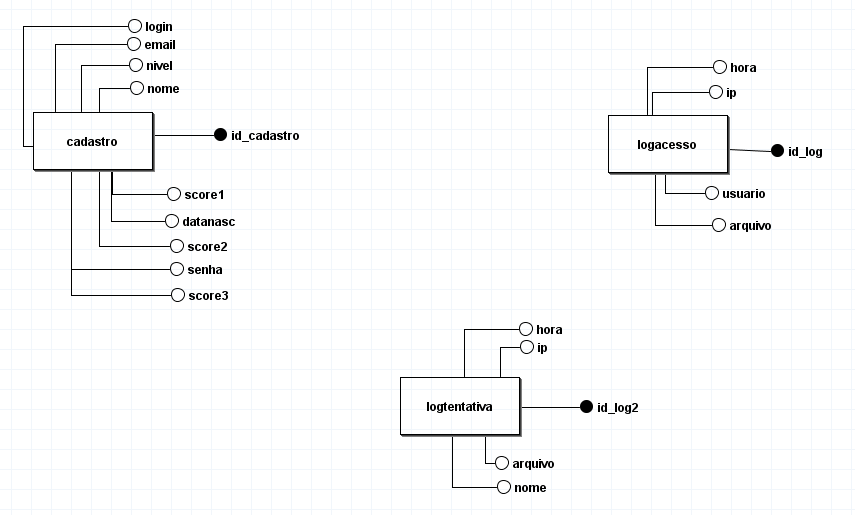 login
email
nivel
nome
cadastro
id_cadastro
score1
datanasc
score2
senha
score3
hora
ip
logacesso
id_log
usuario
arquivo
hora
ip
logtentativa
id_log2
arquivo
nome